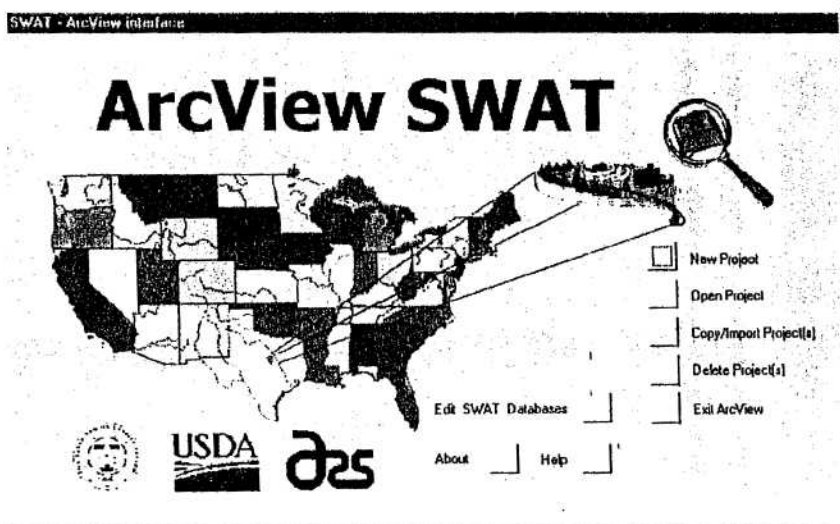 SWAT - ArcView interface
ArcView SWAT
New Project
Open Project
Copy/Import Project(s)
Delete Project(s)
Edit SWAT Databases
Exit ArcView
USDA
ars
About
Help